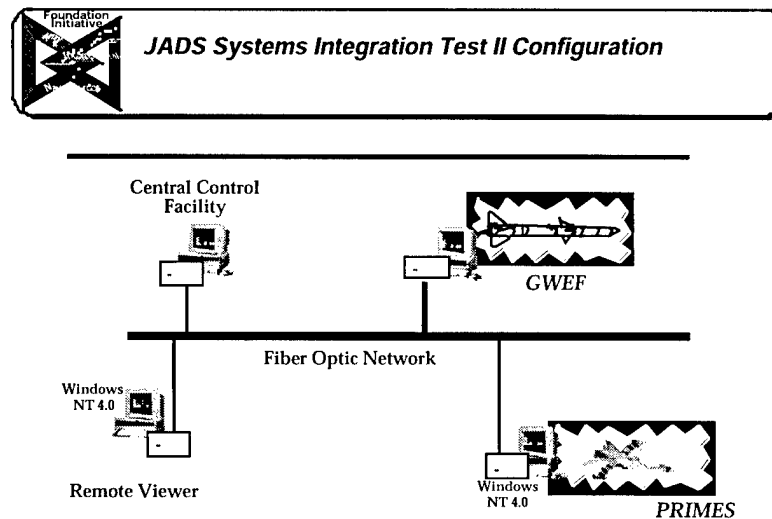 Foundation
Initiative
JADS Systems Integration Test II Configuration
Central Control
Facility
GWEF
Fiber Optic Network
Windows
NT 4.0
Remote Viewer
Windows
NT 4.0
PRIMES